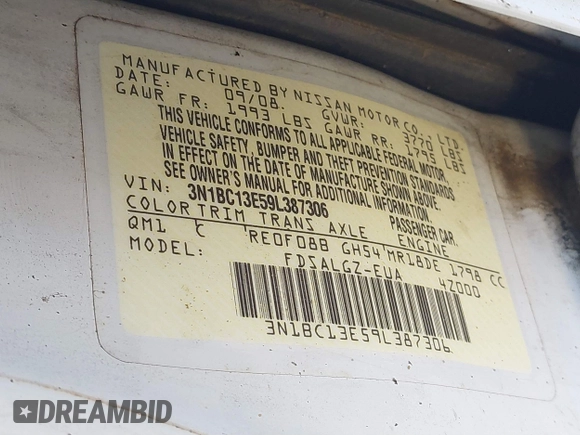 MANUFACTURED BY NISSAN MOTOR CO., LTD.
DATE: 09/08. GVWR: 3770 LBS
GAWR FR: 1993 LBS GAWR RR: 1795 LBS
THIS VEHICLE CONFORMS TO ALL APPLICABLE FEDERAL MOTOR
VEHICLE SAFETY, BUMPER AND THEFT PREVENTION STANDARDS
IN EFFECT ON THE DATE OF MANUFACTURE SHOWN ABOVE.
SEE OWNER'S MANUAL FOR ADDITIONAL INFORMATION.
VIN: 3N1BC13E59L387306 PASSENGER CAR.
COLOR TRIM TRANS AXLE ENGINE
QM1 C RE0F08B GH54 MR18DE 1798 CC
MODEL: FDSALGZ-EUA 42000
3N1BC13E59L387306
DREAMBID